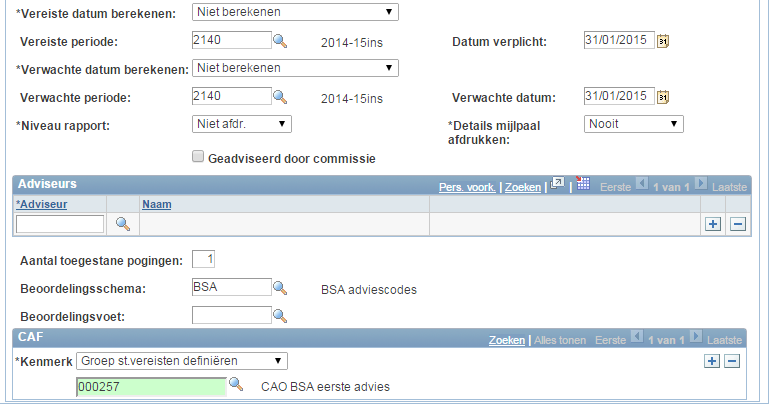 *Vereiste datum berekenen: Niet berekenen
Vereiste periode: 2140 2014-15ins Datum verplicht: 31/01/2015 31
*Verwachte datum berekenen: Niet berekenen
Verwachte periode: 2140 2014-15ins Verwachte datum: 31/01/2015 31
*Niveau rapport: Niet afdr. *Details mijlpaal afdrukken: Nooit
Geadviseerd door commissie
Adviseurs Pers. voork. | Zoeken | | Eerste 1 van 1 Laatste
*Adviseur Naam
Aantal toegestane pogingen: 1
Beoordelingsschema: BSA BSA adviescodes
Beoordelingsvoet:
CAF Zoeken | Alles tonen Eerste 1 van 1 Laatste
*Kenmerk Groep st.vereisten definiëren
000257 CAO BSA eerste advies